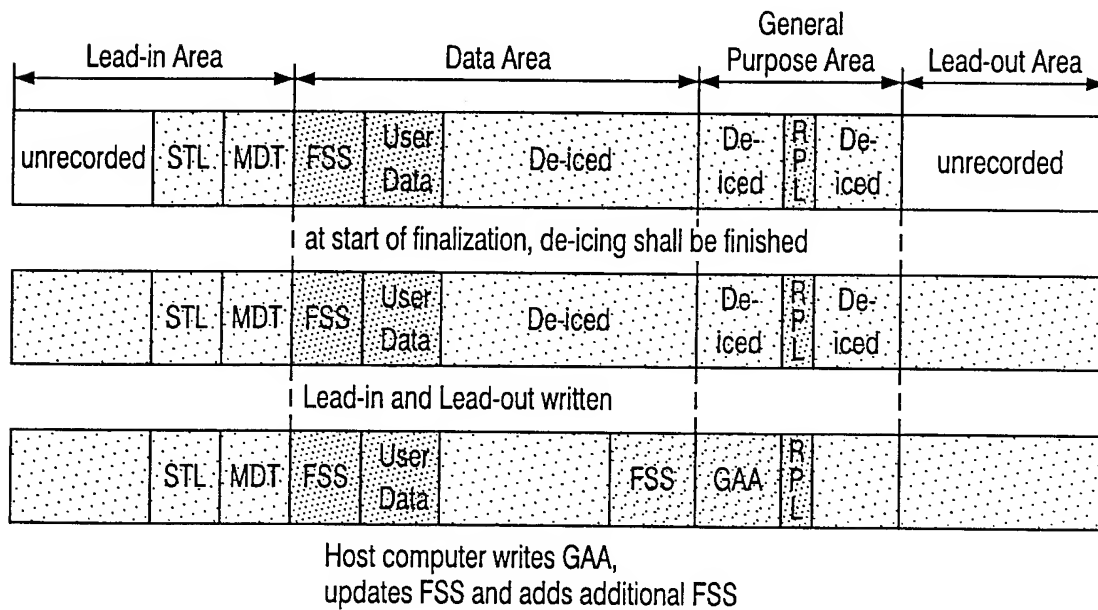 General
Lead-in Area Data Area Purpose Area Lead-out Area
unrecorded STL MDT FSS User Data De-iced De-iced RPL De-iced unrecorded
at start of finalization, de-icing shall be finished
STL MDT FSS User Data De-iced De-iced RPL De-iced
Lead-in and Lead-out written
STL MDT FSS User Data FSS GAA RPL
Host computer writes GAA,
updates FSS and adds additional FSS